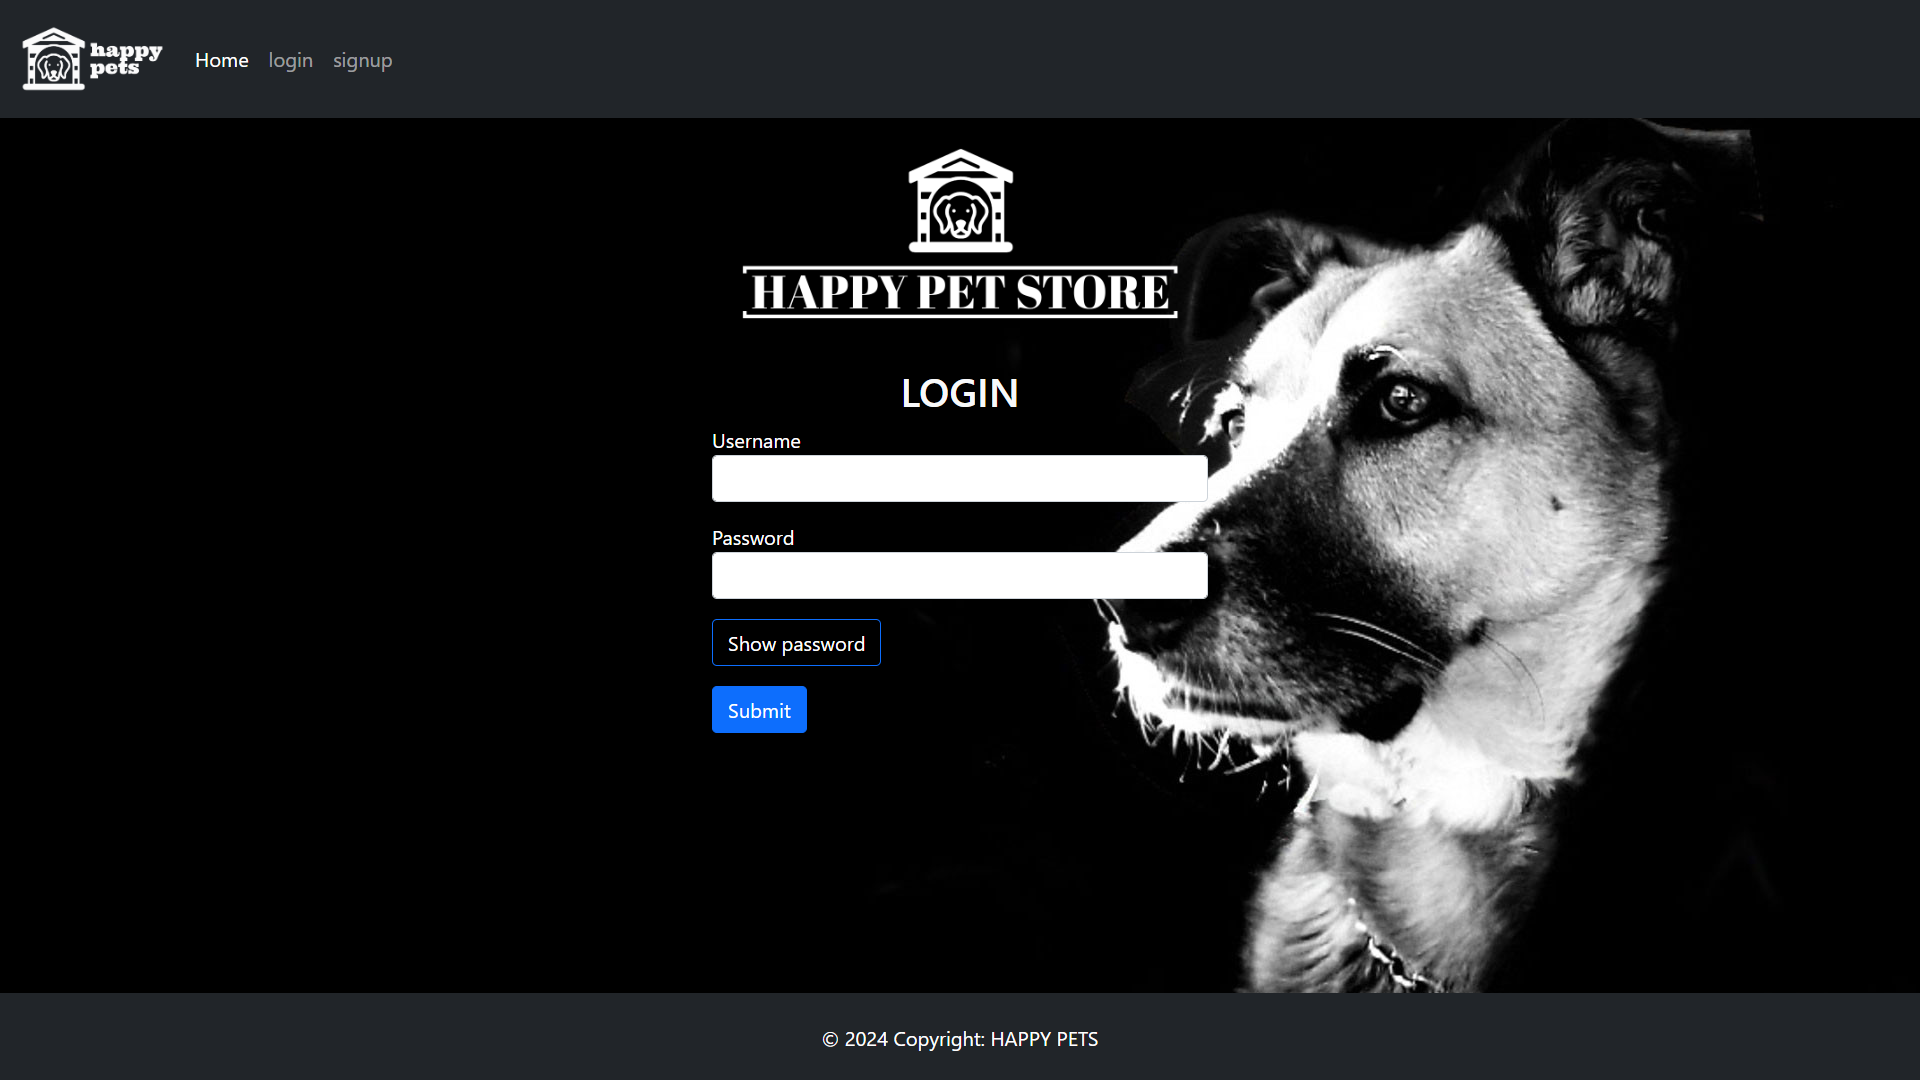 happy
pets
Home login signup
HAPPY PET STORE
LOGIN
Username
Password
Show password
Submit
© 2024 Copyright: HAPPY PETS